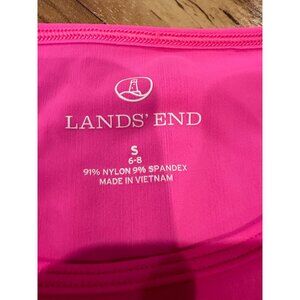 LANDS' END
S
6-8
91% NYLON 9% SPANDEX
MADE IN VIETNAM